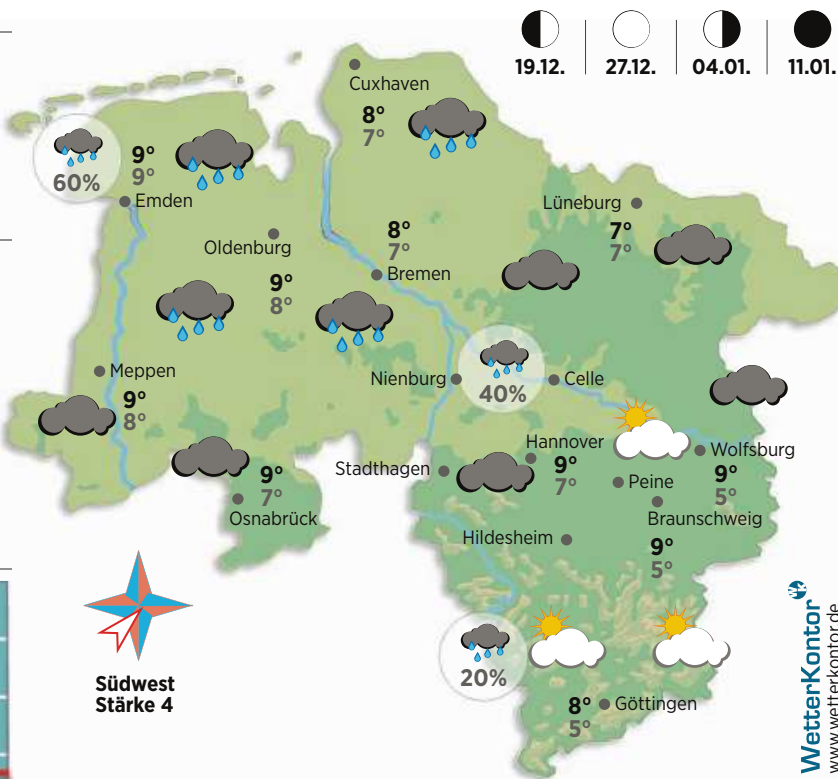 19.12.
27.12.
04.01.
11.01.
Cuxhaven
8°
7°
60%
9°
9°
Emden
Lüneburg
7°
7°
Oldenburg
9°
8°
8°
7°
Bremen
Meppen
9°
8°
Nienburg
40%
Celle
Hannover
9°
7°
Wolfsburg
9°
5°
Stadthagen
Peine
9°
7°
Osnabrück
Braunschweig
9°
5°
Hildesheim
Südwest
Stärke 4
20%
8°
5°
Göttingen
WetterKontor
www.wetterkontor.de
wk